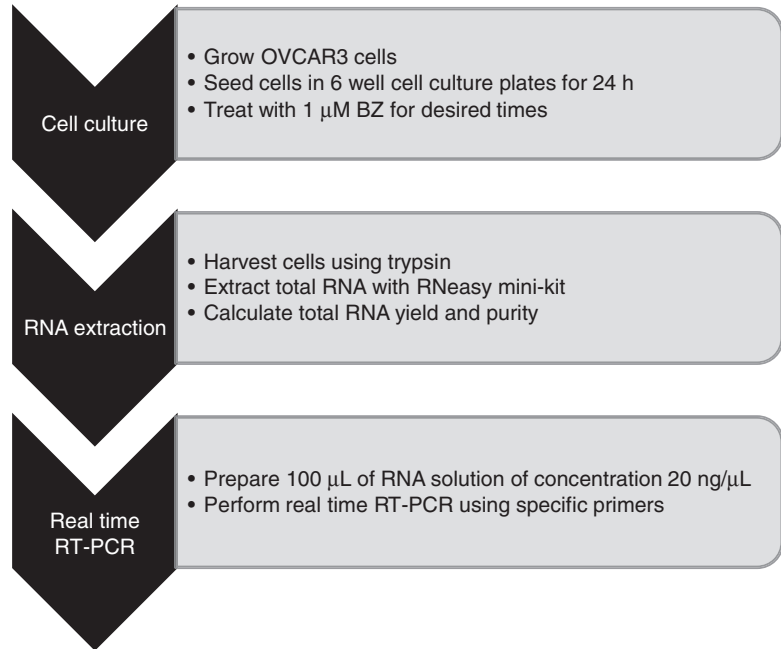 Cell culture
• Grow OVCAR3 cells
• Seed cells in 6 well cell culture plates for 24 h
• Treat with 1 μM BZ for desired times
RNA extraction
• Harvest cells using trypsin
• Extract total RNA with RNeasy mini-kit
• Calculate total RNA yield and purity
Real time
RT-PCR
• Prepare 100 μL of RNA solution of concentration 20 ng/μL
• Perform real time RT-PCR using specific primers